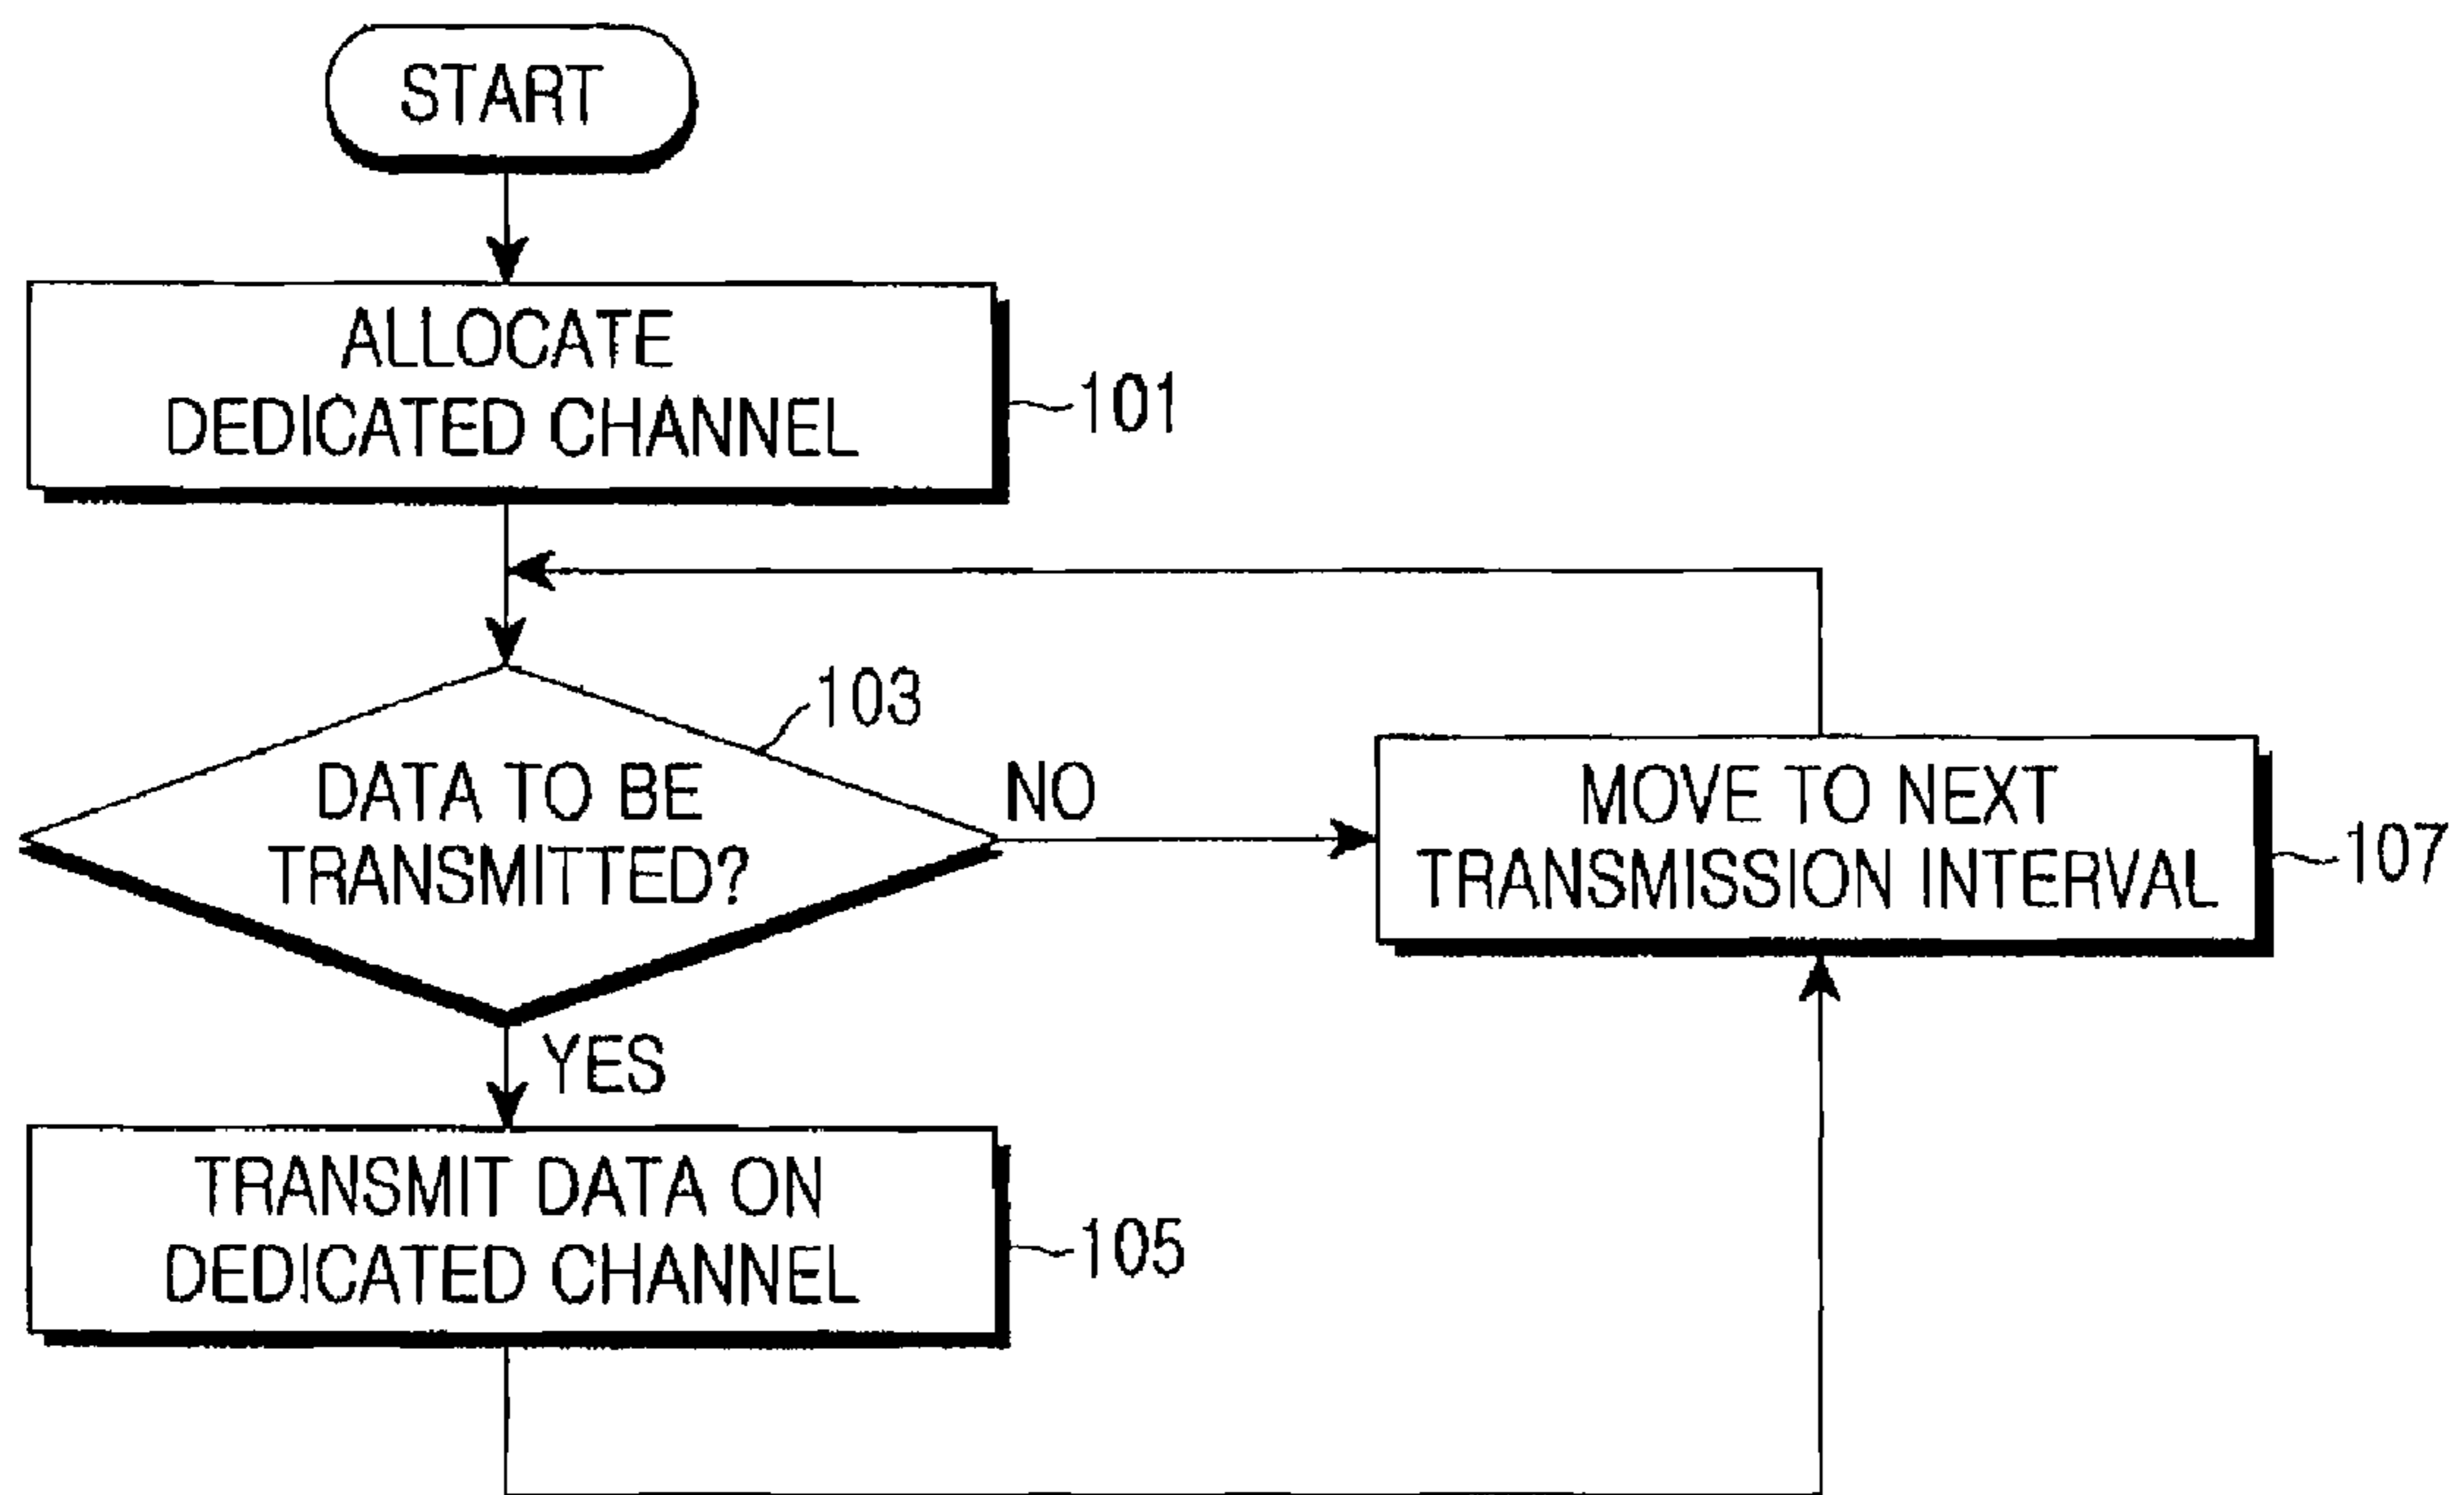 START
ALLOCATE
DEDICATED CHANNEL
101
103
DATA TO BE
TRANSMITTED?
NO
MOVE TO NEXT
TRANSMISSION INTERVAL
107
YES
TRANSMIT DATA ON
DEDICATED CHANNEL
105